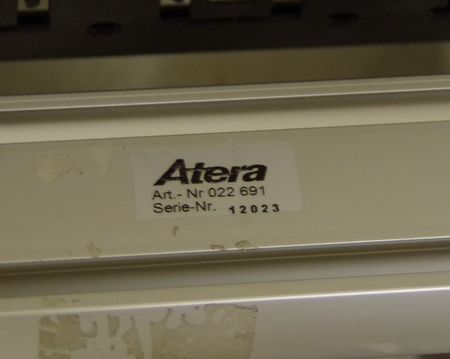 Atera
Art.- Nr 022 691
Serie-Nr. 12023